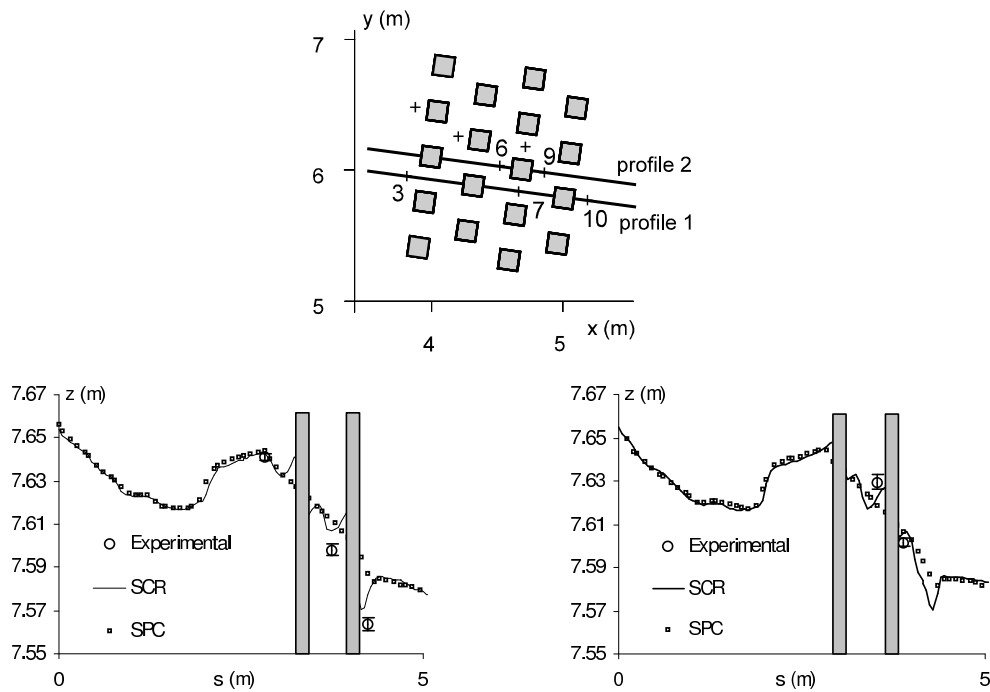 y (m)
7
6
5
6
9
profile 2
3
7
10
profile 1
x (m)
4
5
7.67
z (m)
7.65
7.63
7.61
7.59
7.57
7.55
Experimental
SCR
SPC
0
s (m)
5
7.67
z (m)
7.65
7.63
7.61
7.59
7.57
7.55
Experimental
SCR
SPC
0
s (m)
5